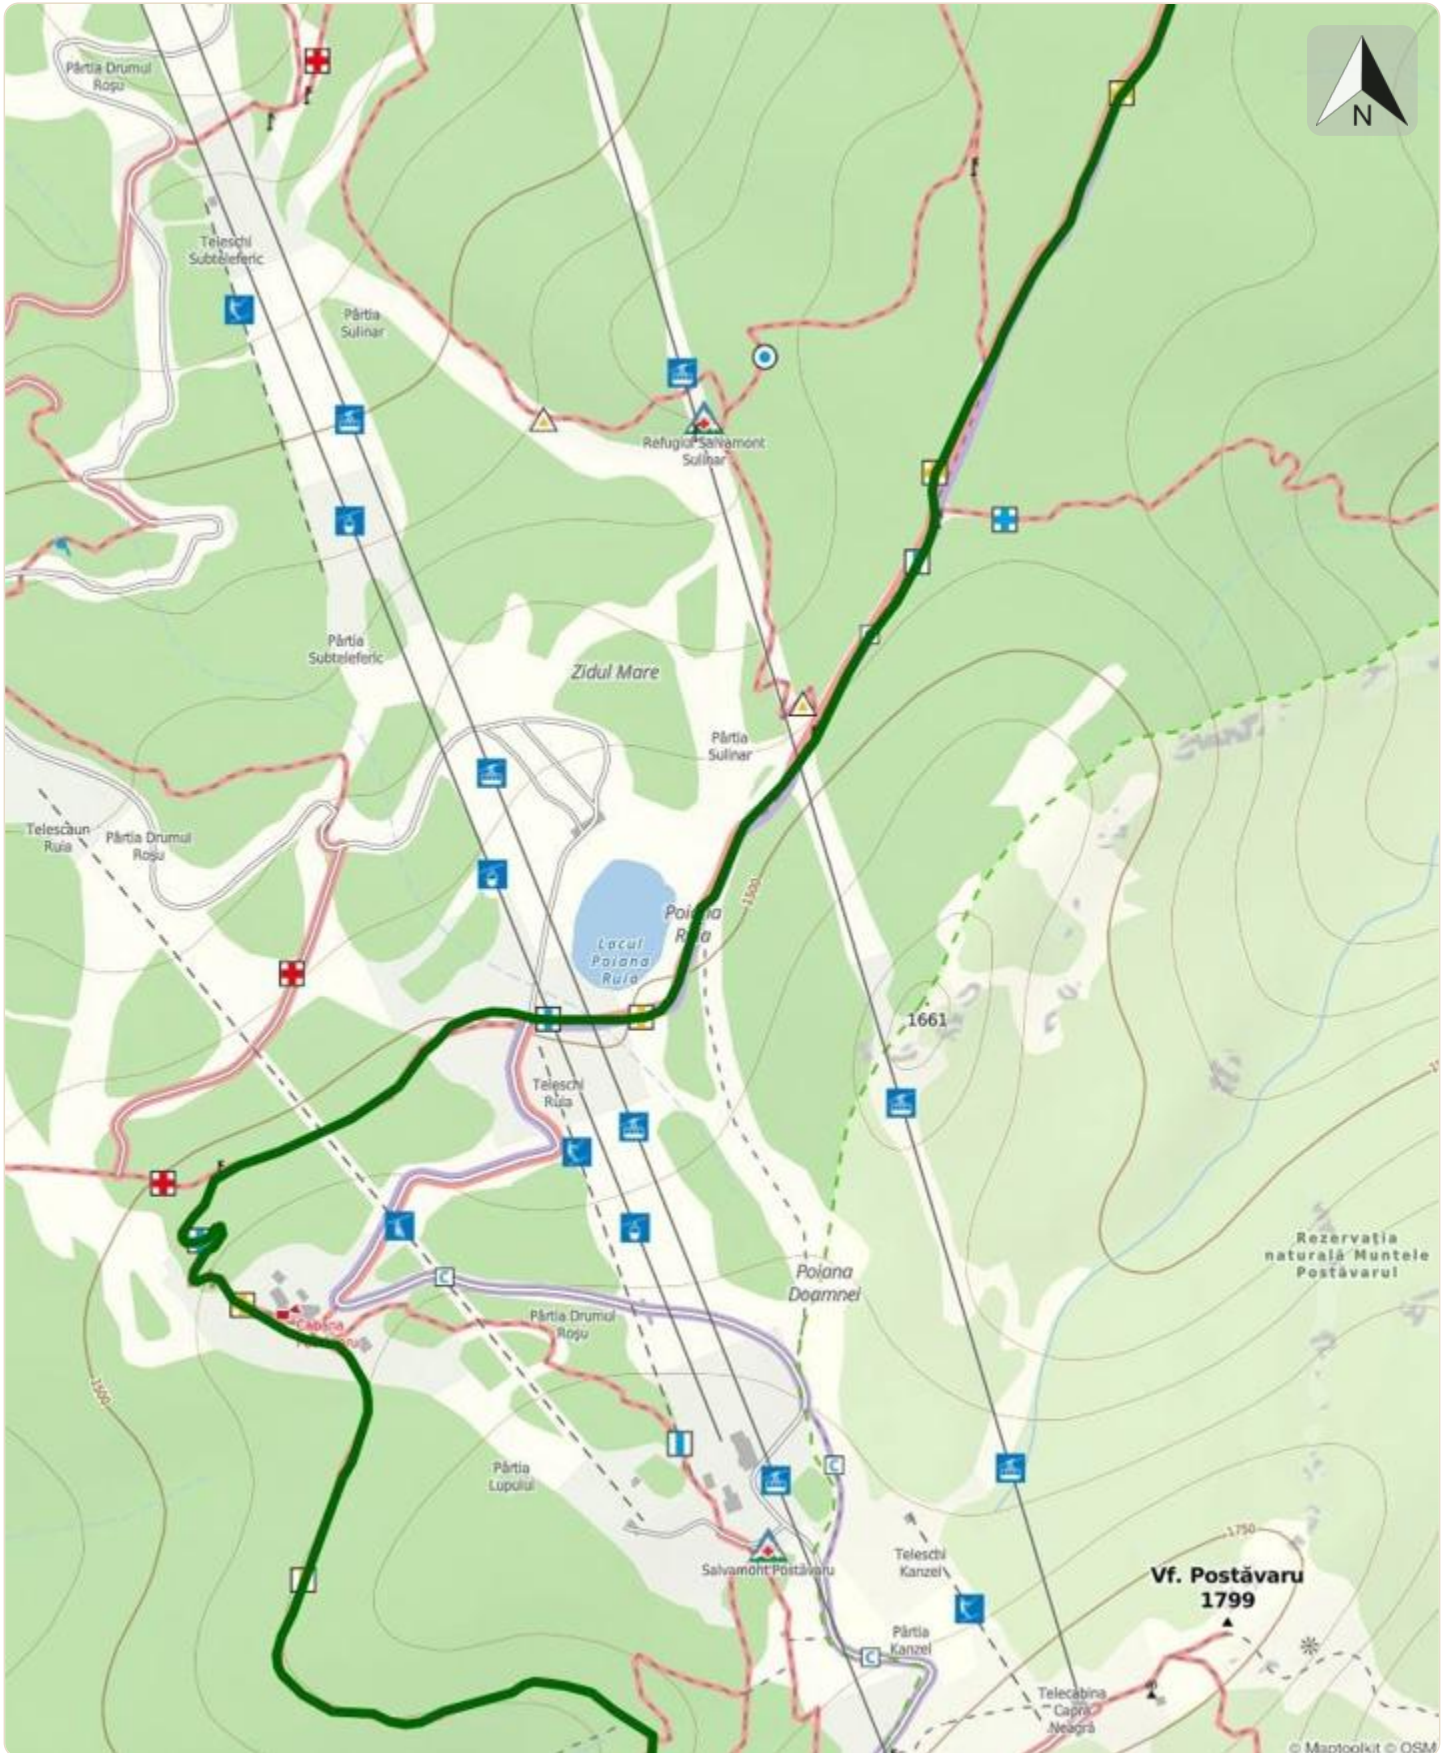 Pârtia Drumul
Roșu
N
Teleschi
Subteleferic
Pârtia
Sulinar
Refugiul Salvamont
Sulinar
Pârtia
Subteleferic
Zidul Mare
Pârtia
Sulinar
Telescaun
Ruia
Pârtia Drumul
Roșu
1500
Poiana
Lacul
Poiana
Ruia
1661
Teleschi
Ruia
Rezervația
naturală Muntele
Postăvarul
Poiana
Doamnei
C
Pârtia Drumul
Roșu
Cabana
1500
C
Pârtia
Lupului
1750
Teleschi
Kanzel
Salvamont Postăvaru
Vf. Postăvaru
1799
Pârtia
Kanzel
C
Telecabina
Capra
Neagră
© Maptoolkit © OSM